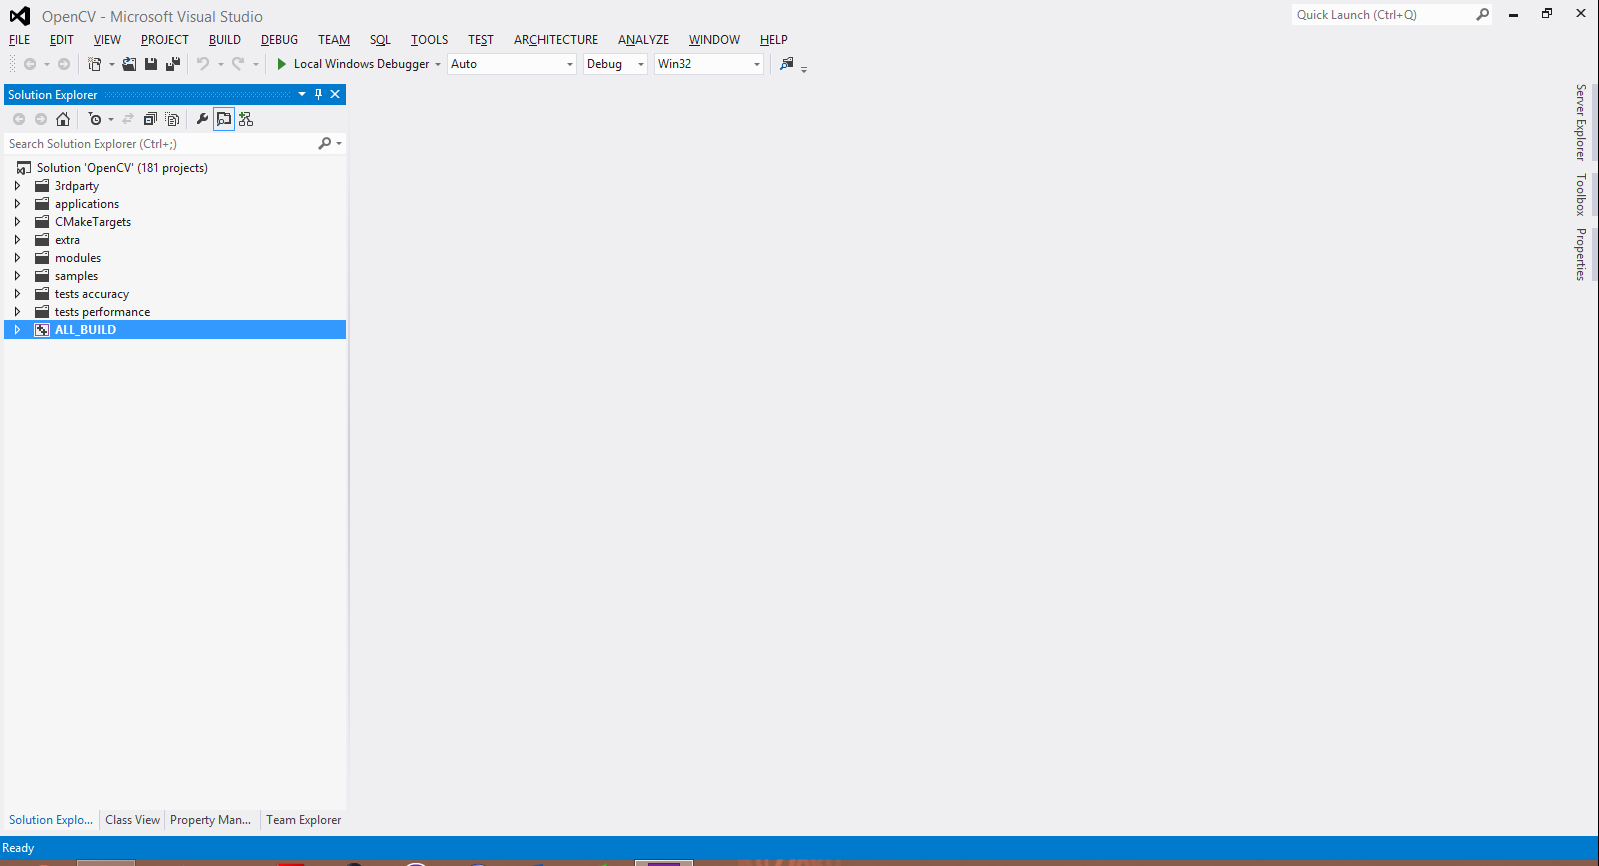 OpenCV - Microsoft Visual Studio
Quick Launch (Ctrl+Q)
FILE EDIT VIEW PROJECT BUILD DEBUG TEAM SQL TOOLS TEST ARCHITECTURE ANALYZE WINDOW HELP
Local Windows Debugger Auto Debug Win32
Solution Explorer
Search Solution Explorer (Ctrl+;)
Solution 'OpenCV' (181 projects)
3rdparty
applications
CMakeTargets
extra
modules
samples
tests accuracy
tests performance
ALL_BUILD
Solution Explo... Class View Property Man... Team Explorer
Ready
Server Explorer
Toolbox
Properties